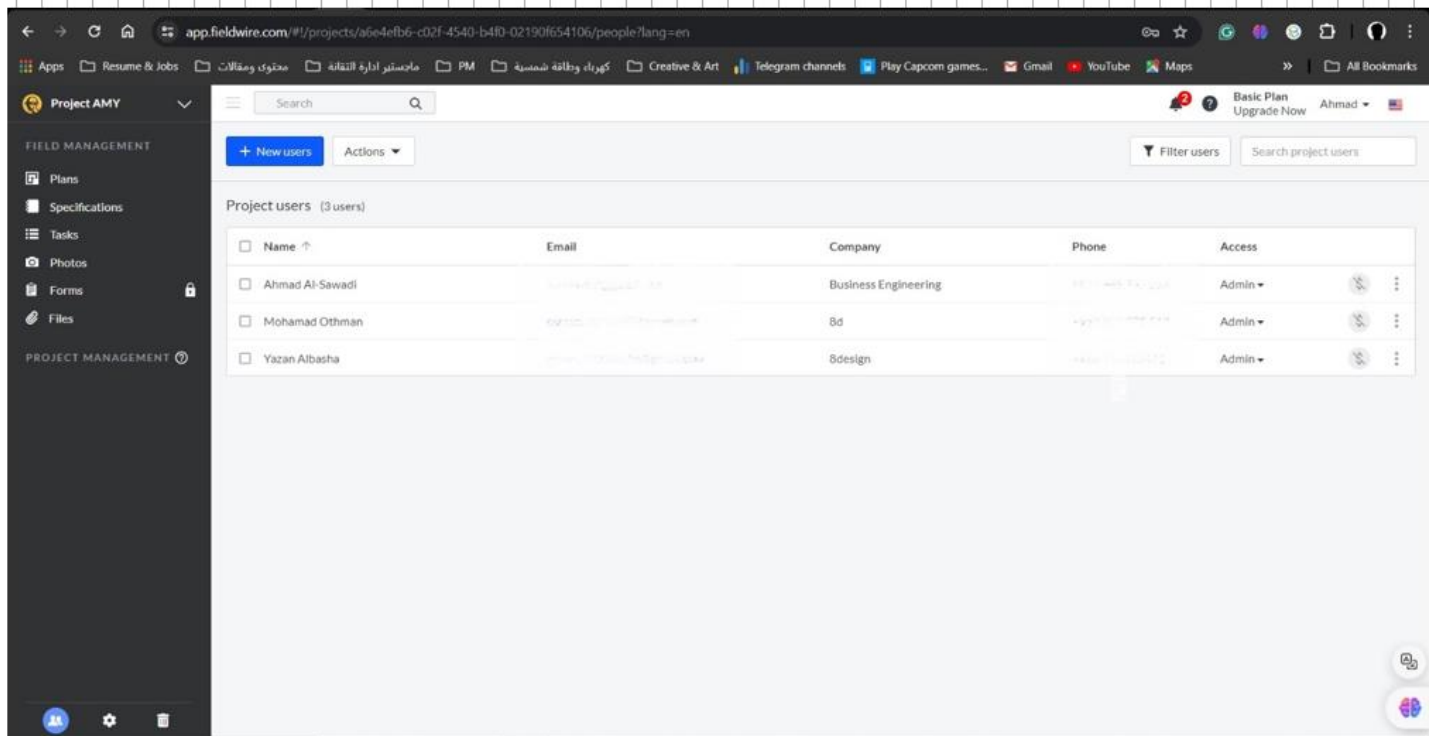 app.fieldwire.com/#!/projects/a6e4efb6-c02f-4540-b4f0-02190f654106/people?lang=en
Apps Resume & Jobs محتوى ومقالات ماجستير ادارة التقانة PM كهرباء وطاقة شمسية Creative & Art Telegram channels Play Capcom games... Gmail YouTube Maps » All Bookmarks
Project AMY Search 2 Basic Plan Ahmad
Upgrade Now
FIELD MANAGEMENT + New users Actions Filter users Search project users
Plans
Specifications Project users (3 users)
Tasks Name ↑ Email Company Phone Access
Photos
Forms Ahmad Al-Sawadi Business Engineering Admin
Files Mohamad Othman 8d Admin
PROJECT MANAGEMENT Yazan Albasha 8design Admin